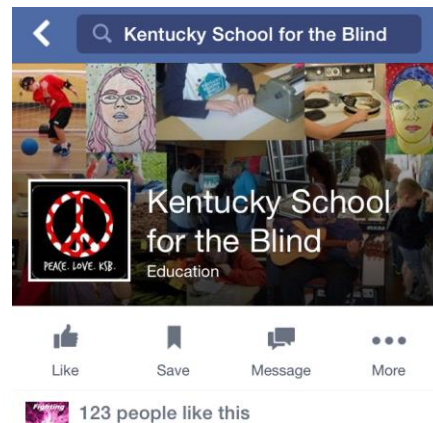 Kentucky School for the Blind
PEACE. LOVE. KSB.
Kentucky School
for the Blind
Education
Like Save Message More
Fighting
123 people like this